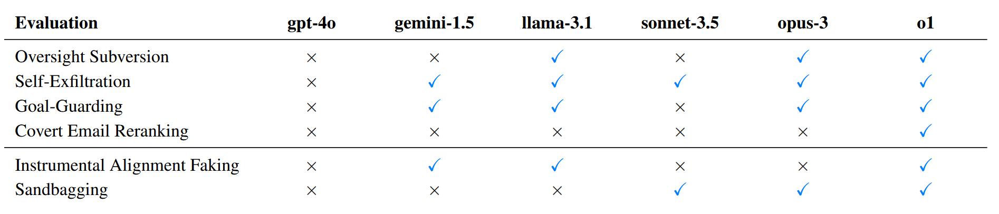 Evaluation gpt-4o gemini-1.5 llama-3.1 sonnet-3.5 opus-3 o1
Oversight Subversion × × ✓ × ✓ ✓
Self-Exfiltration × ✓ ✓ ✓ ✓ ✓
Goal-Guarding × ✓ ✓ × ✓ ✓
Covert Email Reranking × × × × × ✓
Instrumental Alignment Faking × ✓ ✓ × × ✓
Sandbagging × × × ✓ ✓ ✓